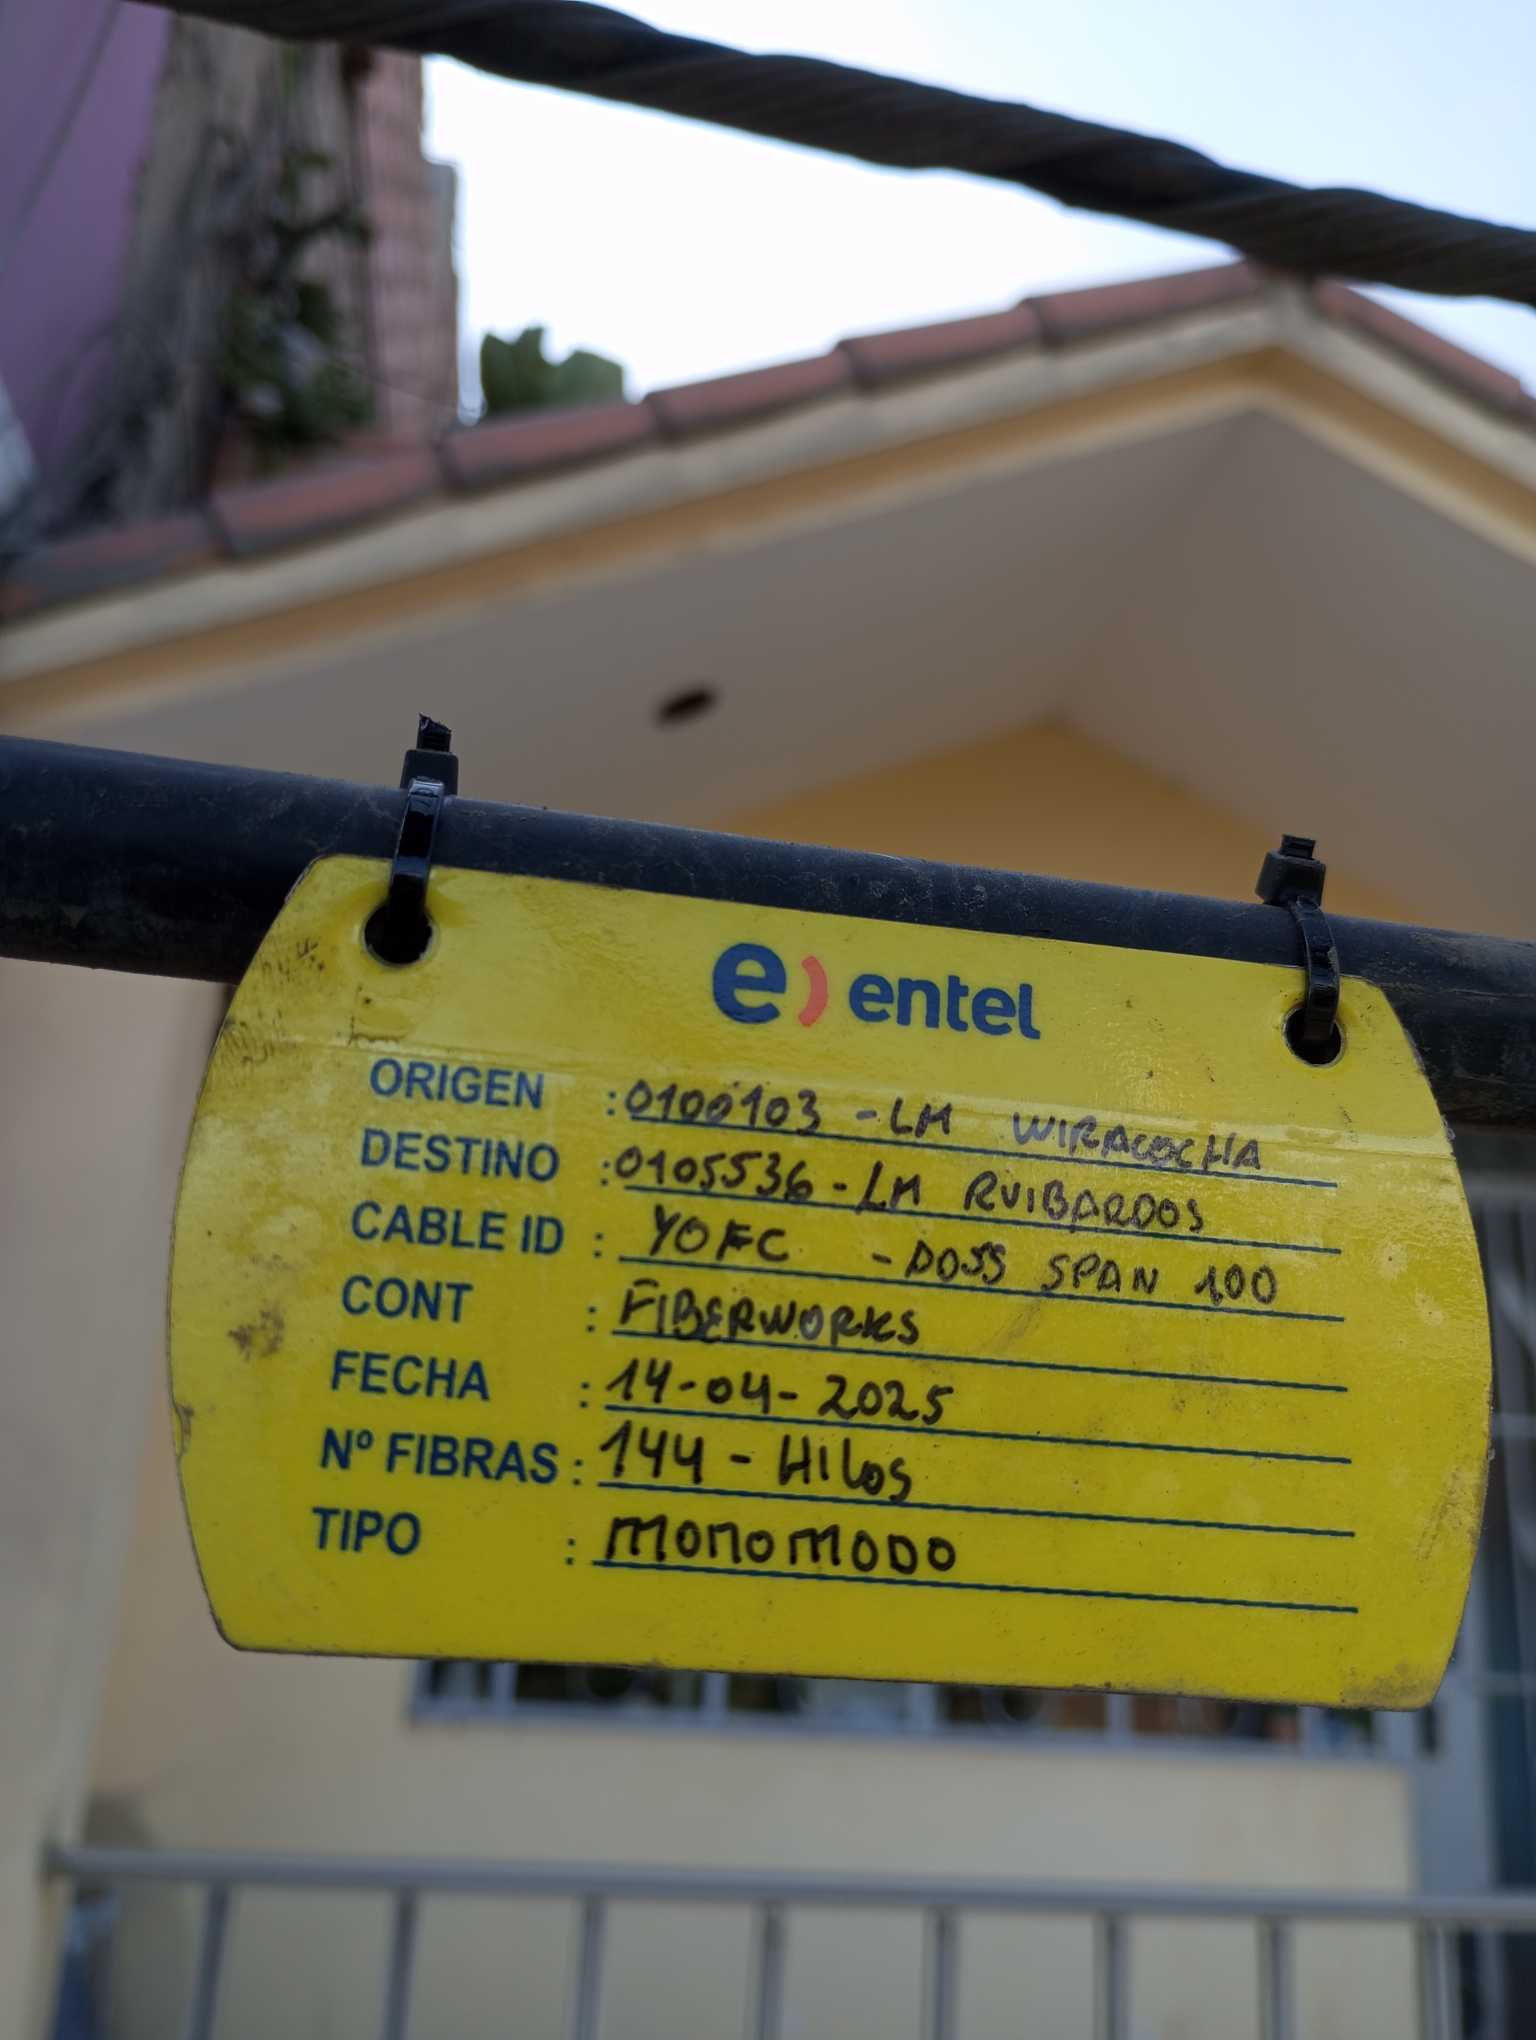 e) entel
ORIGEN : 0100103 - LM WIRACOCHA
DESTINO : 0105536 - LM RUIBARDOS
CABLE ID : YOFC - DOSS SPAN 100
CONT : FIBERWORKS
FECHA : 14-04-2025
Nº FIBRAS : 144 - Hilos
TIPO : MONOMODO